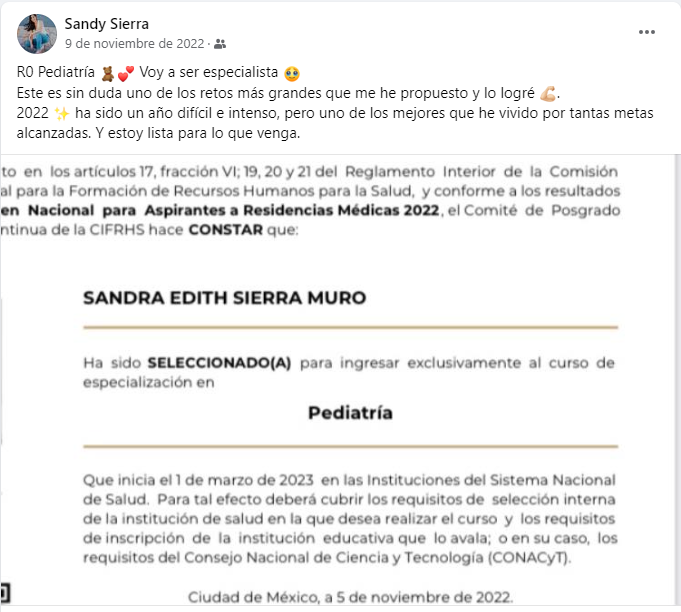 Sandy Sierra
9 de noviembre de 2022 ·
R0 Pediatría 🧸💕 Voy a ser especialista 🥹
Este es sin duda uno de los retos más grandes que me he propuesto y lo logré 💪🏻.
2022 ✨ ha sido un año difícil e intenso, pero uno de los mejores que he vivido por tantas metas
alcanzadas. Y estoy lista para lo que venga.
to en los artículos 17, fracción VI; 19, 20 y 21 del Reglamento Interior de la Comisión
al para la Formación de Recursos Humanos para la Salud, y conforme a los resultados
en Nacional para Aspirantes a Residencias Médicas 2022, el Comité de Posgrado
ntinua de la CIFRHS hace CONSTAR que:
SANDRA EDITH SIERRA MURO
Ha sido SELECCIONADO(A) para ingresar exclusivamente al curso de
especialización en
Pediatría
Que inicia el 1 de marzo de 2023 en las Instituciones del Sistema Nacional
de Salud. Para tal efecto deberá cubrir los requisitos de selección interna
de la institución de salud en la que desea realizar el curso y los requisitos
de inscripción de la institución educativa que lo avala; o en su caso, los
requisitos del Consejo Nacional de Ciencia y Tecnología (CONACyT).
Ciudad de México, a 5 de noviembre de 2022.